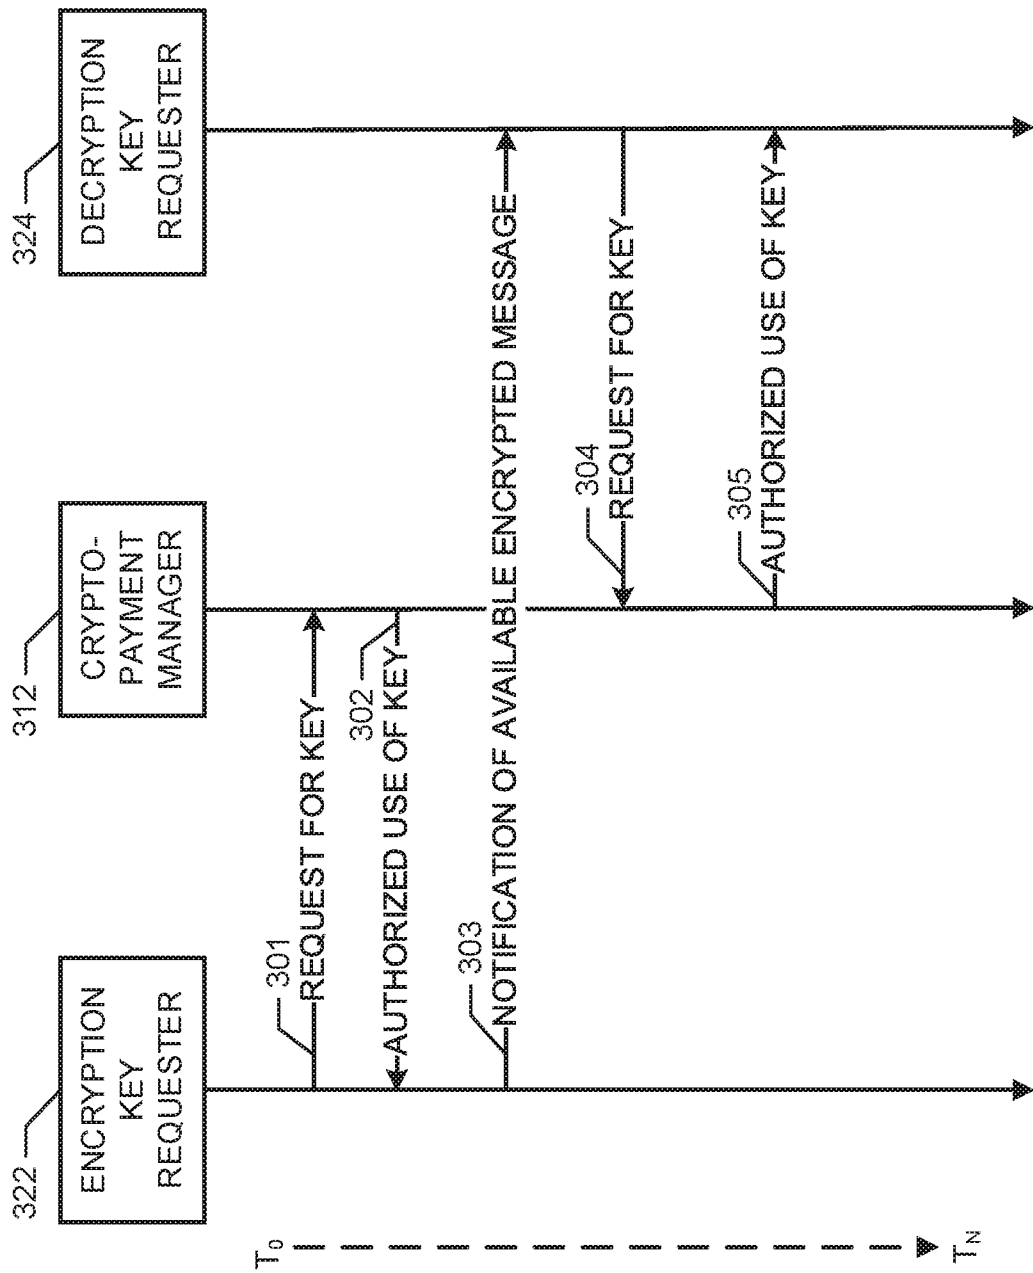 322
ENCRYPTION
KEY
REQUESTER
312
CRYPTO-
PAYMENT
MANAGER
324
DECRYPTION
KEY
REQUESTER
T0
301
REQUEST FOR KEY
302
AUTHORIZED USE OF KEY
303
NOTIFICATION OF AVAILABLE ENCRYPTED MESSAGE
304
REQUEST FOR KEY
305
AUTHORIZED USE OF KEY
TN